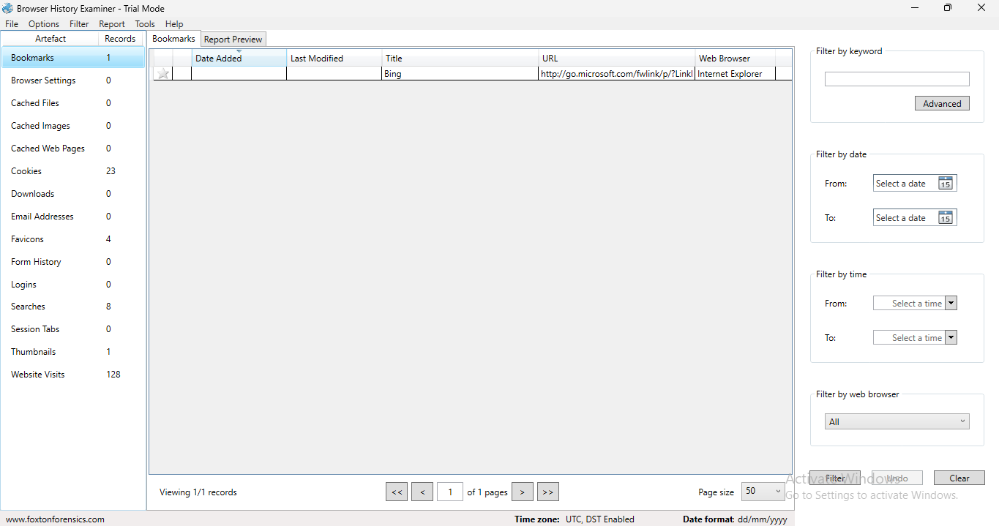 Browser History Examiner - Trial Mode
File Options Filter Report Tools Help
Artefact Records
Bookmarks 1
Browser Settings 0
Cached Files 0
Cached Images 0
Cached Web Pages 0
Cookies 23
Downloads 0
Email Addresses 0
Favicons 4
Form History 0
Logins 0
Searches 8
Session Tabs 0
Thumbnails 1
Website Visits 128
Bookmarks Report Preview
Date Added Last Modified Title URL Web Browser
Bing http://go.microsoft.com/fwlink/p/?LinkI Internet Explorer
Viewing 1/1 records << < 1 of 1 pages > >> Page size 50
Filter by keyword
Advanced
Filter by date
From: Select a date 15
To: Select a date 15
Filter by time
From: Select a time
To: Select a time
Filter by web browser
All
Filter Undo Clear
Activate Windows
Go to Settings to activate Windows.
www.foxtonforensics.com Time zone: UTC, DST Enabled Date format: dd/mm/yyyy